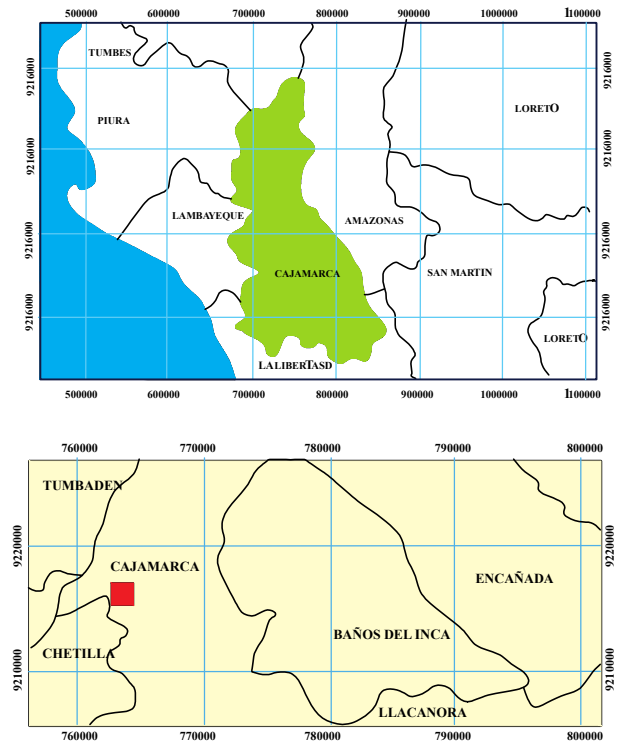 500000 600000 700000 800000 900000 1000000 1100000
TUMBES
9216000 9216000
LORETO
PIURA
9216000 9216000
LAMBAYEQUE AMAZONAS
9216000 9216000
CAJAMARCA SAN MARTIN
9216000 9216000
LORETO
LALIBERTASD
500000 600000 700000 800000 900000 1000000 1100000
760000 770000 780000 790000 800000
TUMBADEN
9220000 9220000
CAJAMARCA
ENCAÑADA
BAÑOS DEL INCA
CHETILLA
9210000 9210000
LLACANORA
760000 770000 780000 790000 800000